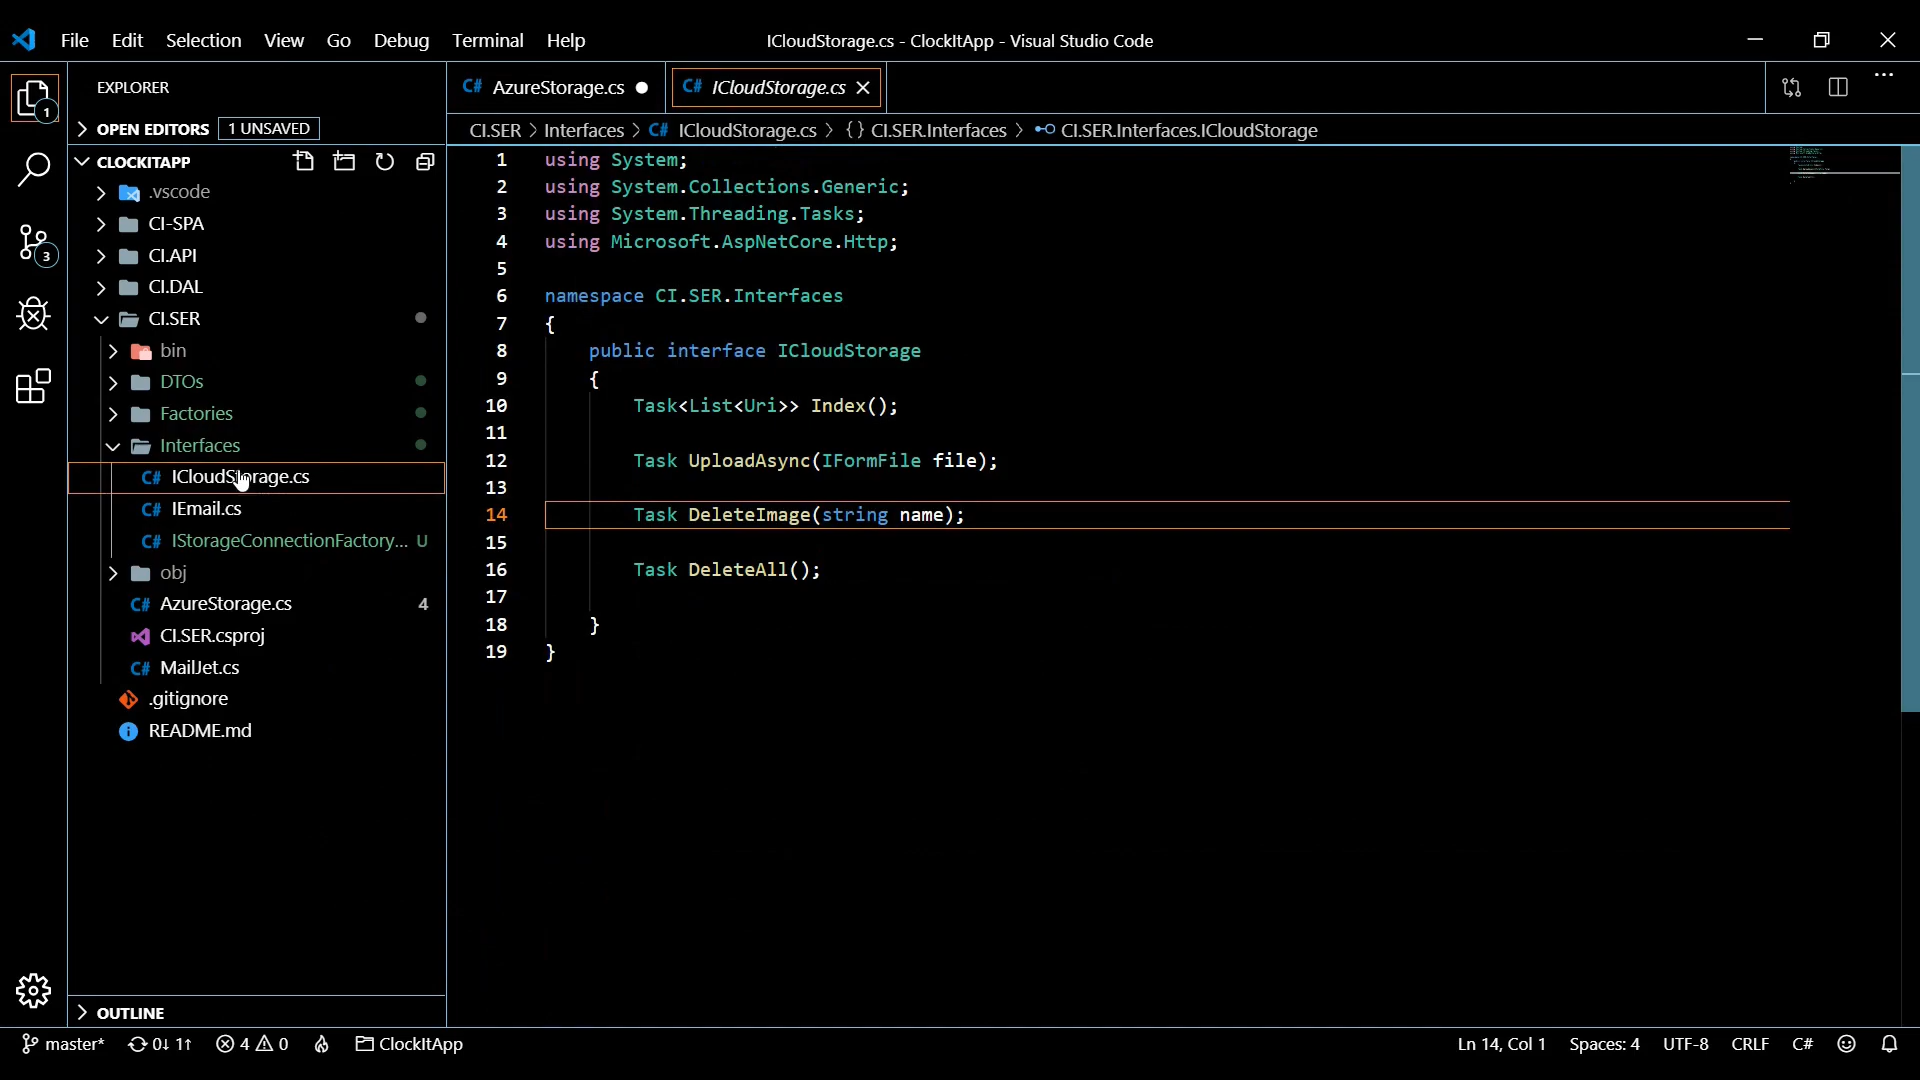 File Edit Selection View Go Debug Terminal Help
ICloudStorage.cs - ClockItApp - Visual Studio Code
1
3
EXPLORER
OPEN EDITORS 1 UNSAVED
CLOCKITAPP
.vscode
CI-SPA
CI.API
CI.DAL
CI.SER
bin
DTOs
Factories
Interfaces
C# ICloudStorage.cs
C# IEmail.cs
C# IStorageConnectionFactory... U
obj
C# AzureStorage.cs 4
CI.SER.csproj
C# MailJet.cs
.gitignore
README.md
OUTLINE
C# AzureStorage.cs
C# ICloudStorage.cs
CI.SER > Interfaces > C# ICloudStorage.cs > {} CI.SER.Interfaces > CI.SER.Interfaces.ICloudStorage
1 using System;
2 using System.Collections.Generic;
3 using System.Threading.Tasks;
4 using Microsoft.AspNetCore.Http;
5
6 namespace CI.SER.Interfaces
7 {
8 public interface ICloudStorage
9 {
10 Task<List<Uri>> Index();
11
12 Task UploadAsync(IFormFile file);
13
14 Task DeleteImage(string name);
15
16 Task DeleteAll();
17
18 }
19 }
master* 0↓ 1↑ 4 0 ClockItApp
Ln 14, Col 1 Spaces: 4 UTF-8 CRLF C#